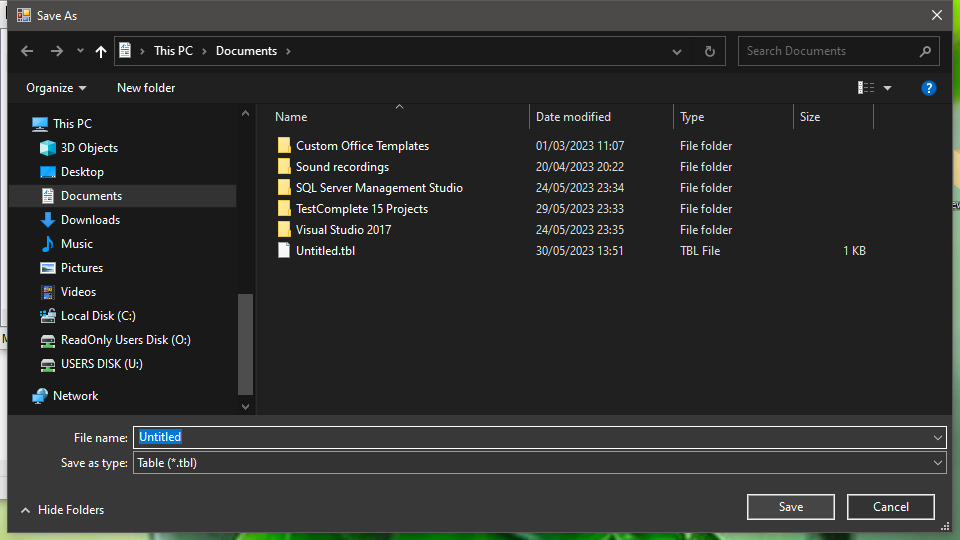 Save As
This PC
Documents
Search Documents
Organize
New folder
This PC
3D Objects
Desktop
Documents
Downloads
Music
Pictures
Videos
Local Disk (C:)
ReadOnly Users Disk (O:)
USERS DISK (U:)
Network
Name Date modified Type Size
Custom Office Templates 01/03/2023 11:07 File folder
Sound recordings 20/04/2023 20:22 File folder
SQL Server Management Studio 24/05/2023 23:34 File folder
TestComplete 15 Projects 29/05/2023 23:33 File folder
Visual Studio 2017 24/05/2023 23:35 File folder
Untitled.tbl 30/05/2023 13:51 TBL File 1 KB
File name: Untitled
Save as type: Table (*.tbl)
Hide Folders
Save
Cancel